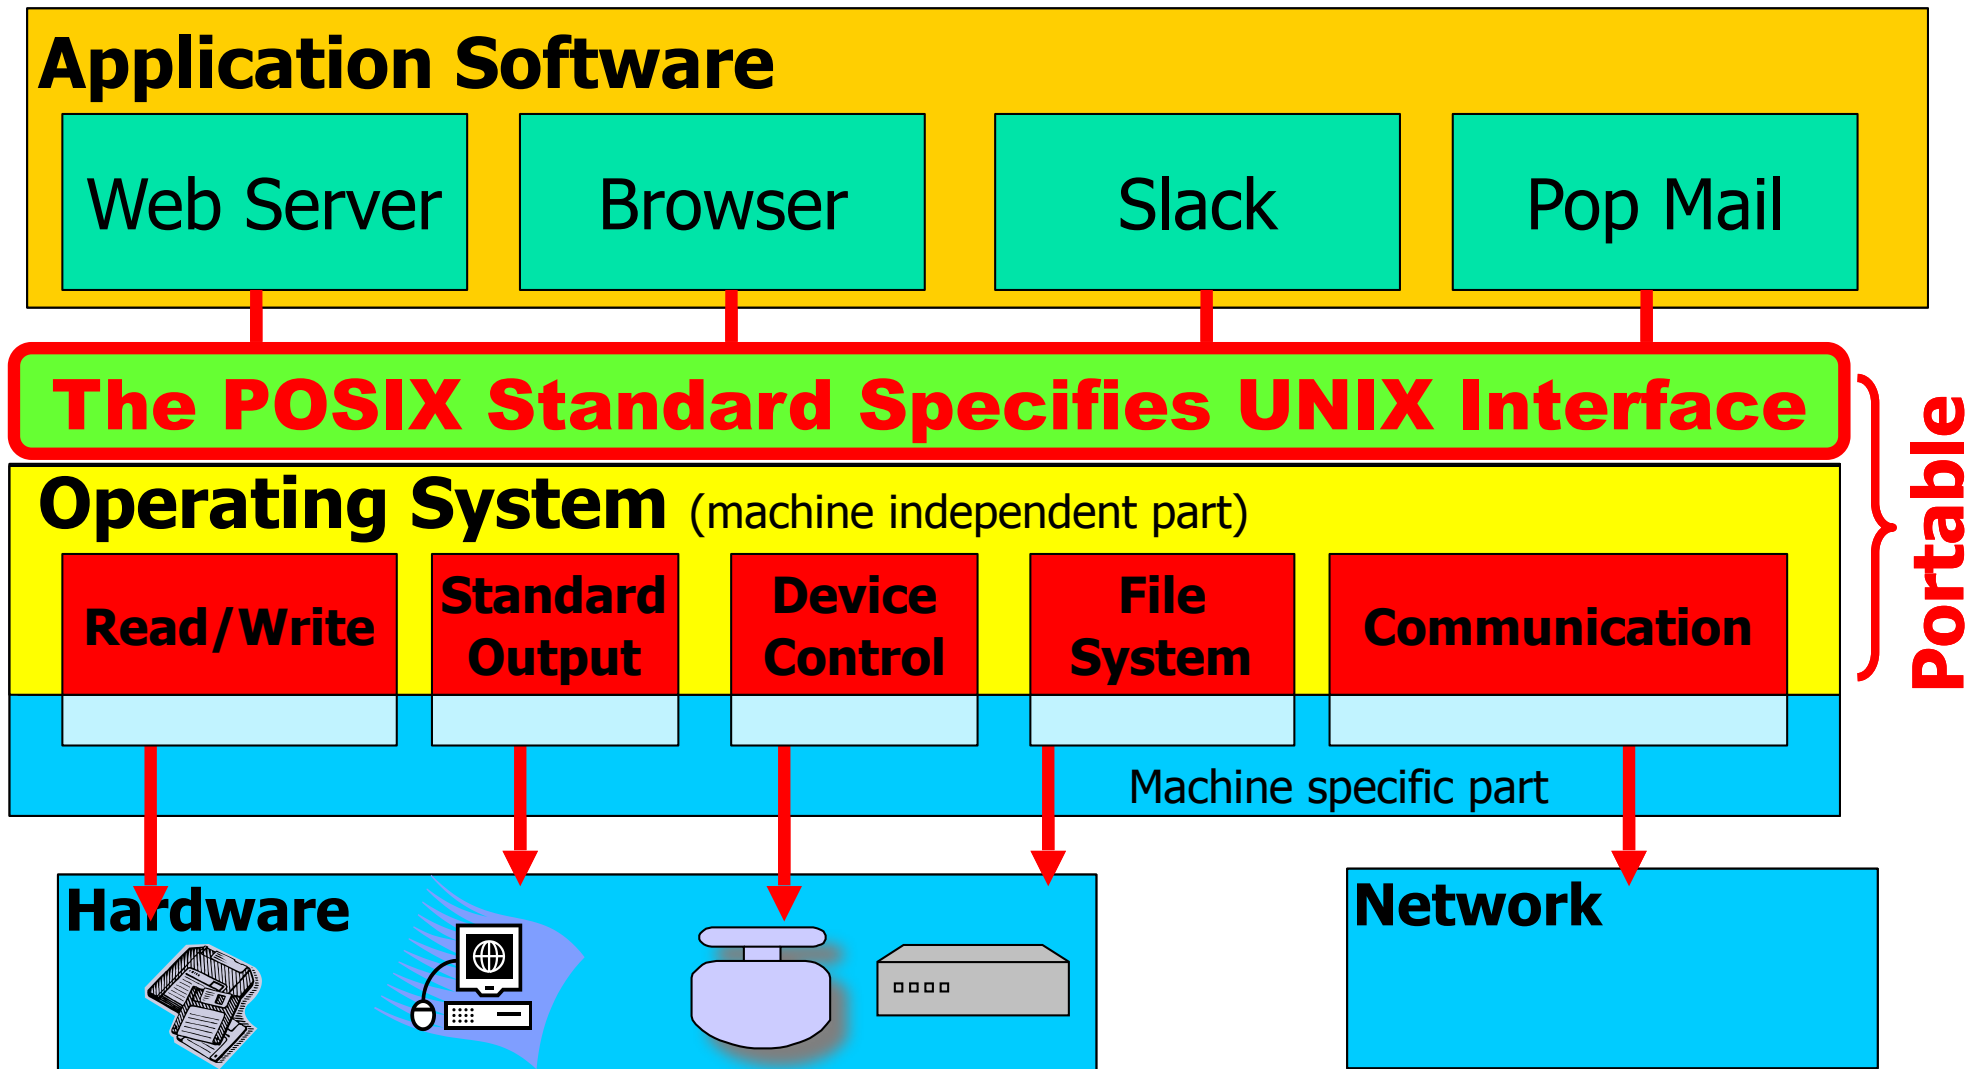 Application Software
Web Server
Browser
Slack
Pop Mail
The POSIX Standard Specifies UNIX Interface
Portable
Operating System (machine independent part)
Read/Write
Standard
Output
Device
Control
File
System
Communication
Machine specific part
Hardware
Network